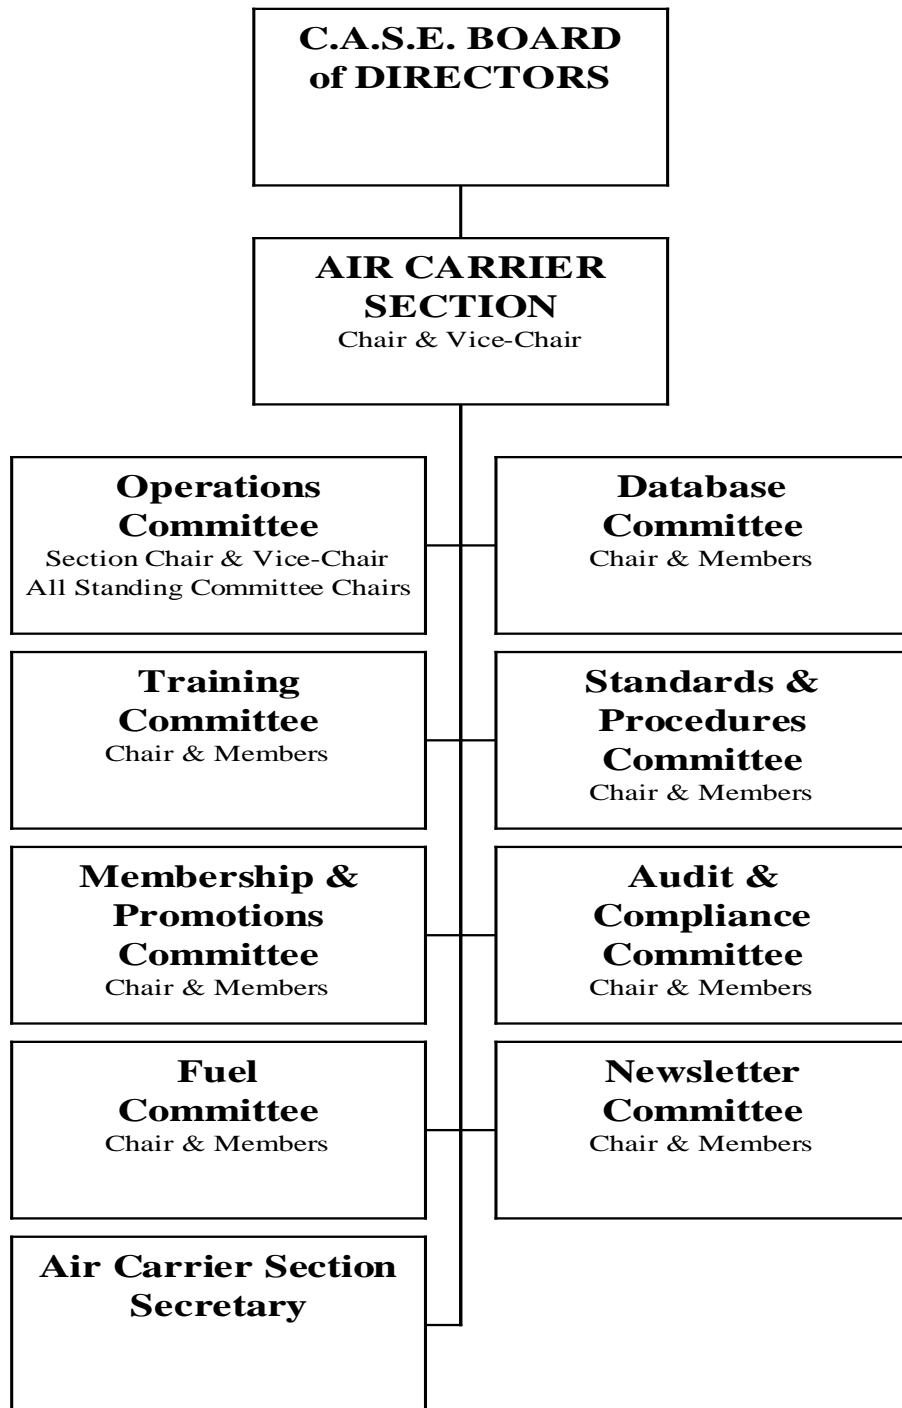 C.A.S.E. BOARD
of DIRECTORS
AIR CARRIER
SECTION
Chair & Vice-Chair
Operations
Committee
Section Chair & Vice-Chair
All Standing Committee Chairs
Database
Committee
Chair & Members
Training
Committee
Chair & Members
Standards &
Procedures
Committee
Chair & Members
Membership &
Promotions
Committee
Chair & Members
Audit &
Compliance
Committee
Chair & Members
Fuel
Committee
Chair & Members
Newsletter
Committee
Chair & Members
Air Carrier Section
Secretary